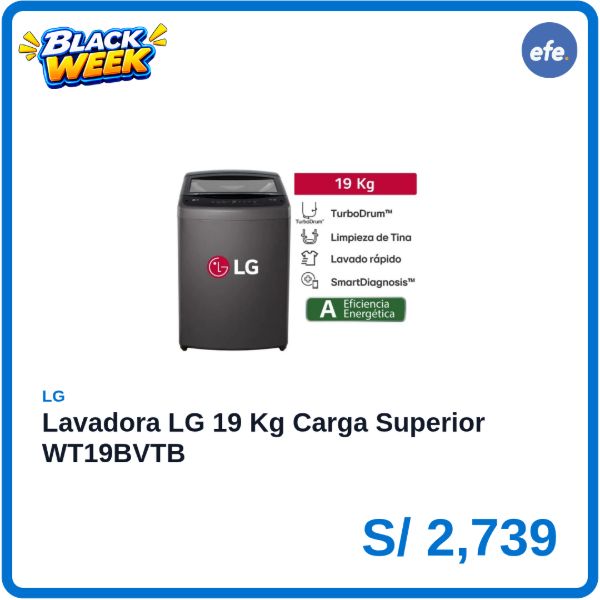 BLACK
WEEK
efe.
19 Kg
TurboDrum™
TurboDrum™
Limpieza de Tina
Lavado rápido
SmartDiagnosis™
LG
A Eficiencia
Energética
LG
Lavadora LG 19 Kg Carga Superior
WT19BVTB
S/ 2,739